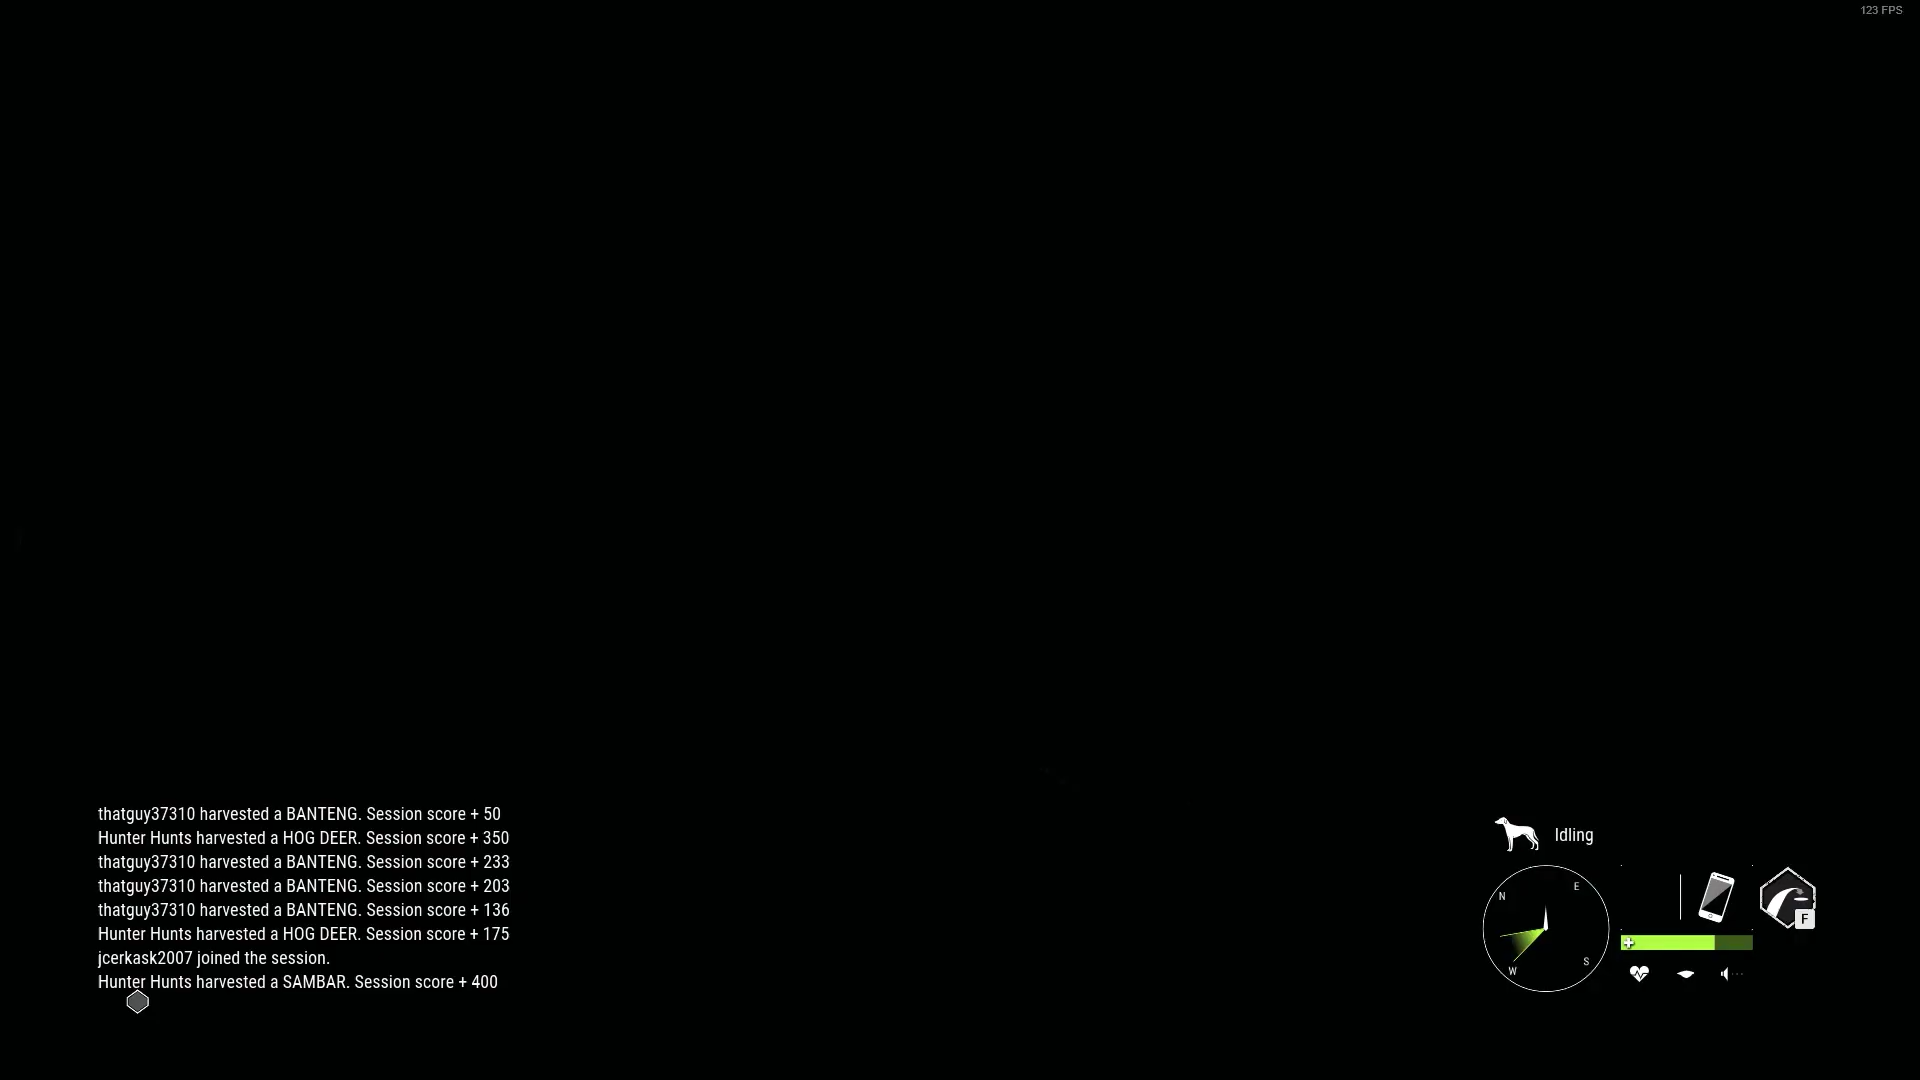 123 FPS
thatguy37310 harvested a BANTENG. Session score + 50
Hunter Hunts harvested a HOG DEER. Session score + 350
thatguy37310 harvested a BANTENG. Session score + 233
thatguy37310 harvested a BANTENG. Session score + 203
thatguy37310 harvested a BANTENG. Session score + 136
Hunter Hunts harvested a HOG DEER. Session score + 175
jcerkask2007 joined the session.
Hunter Hunts harvested a SAMBAR. Session score + 400
Idling
N
E
W
S
F